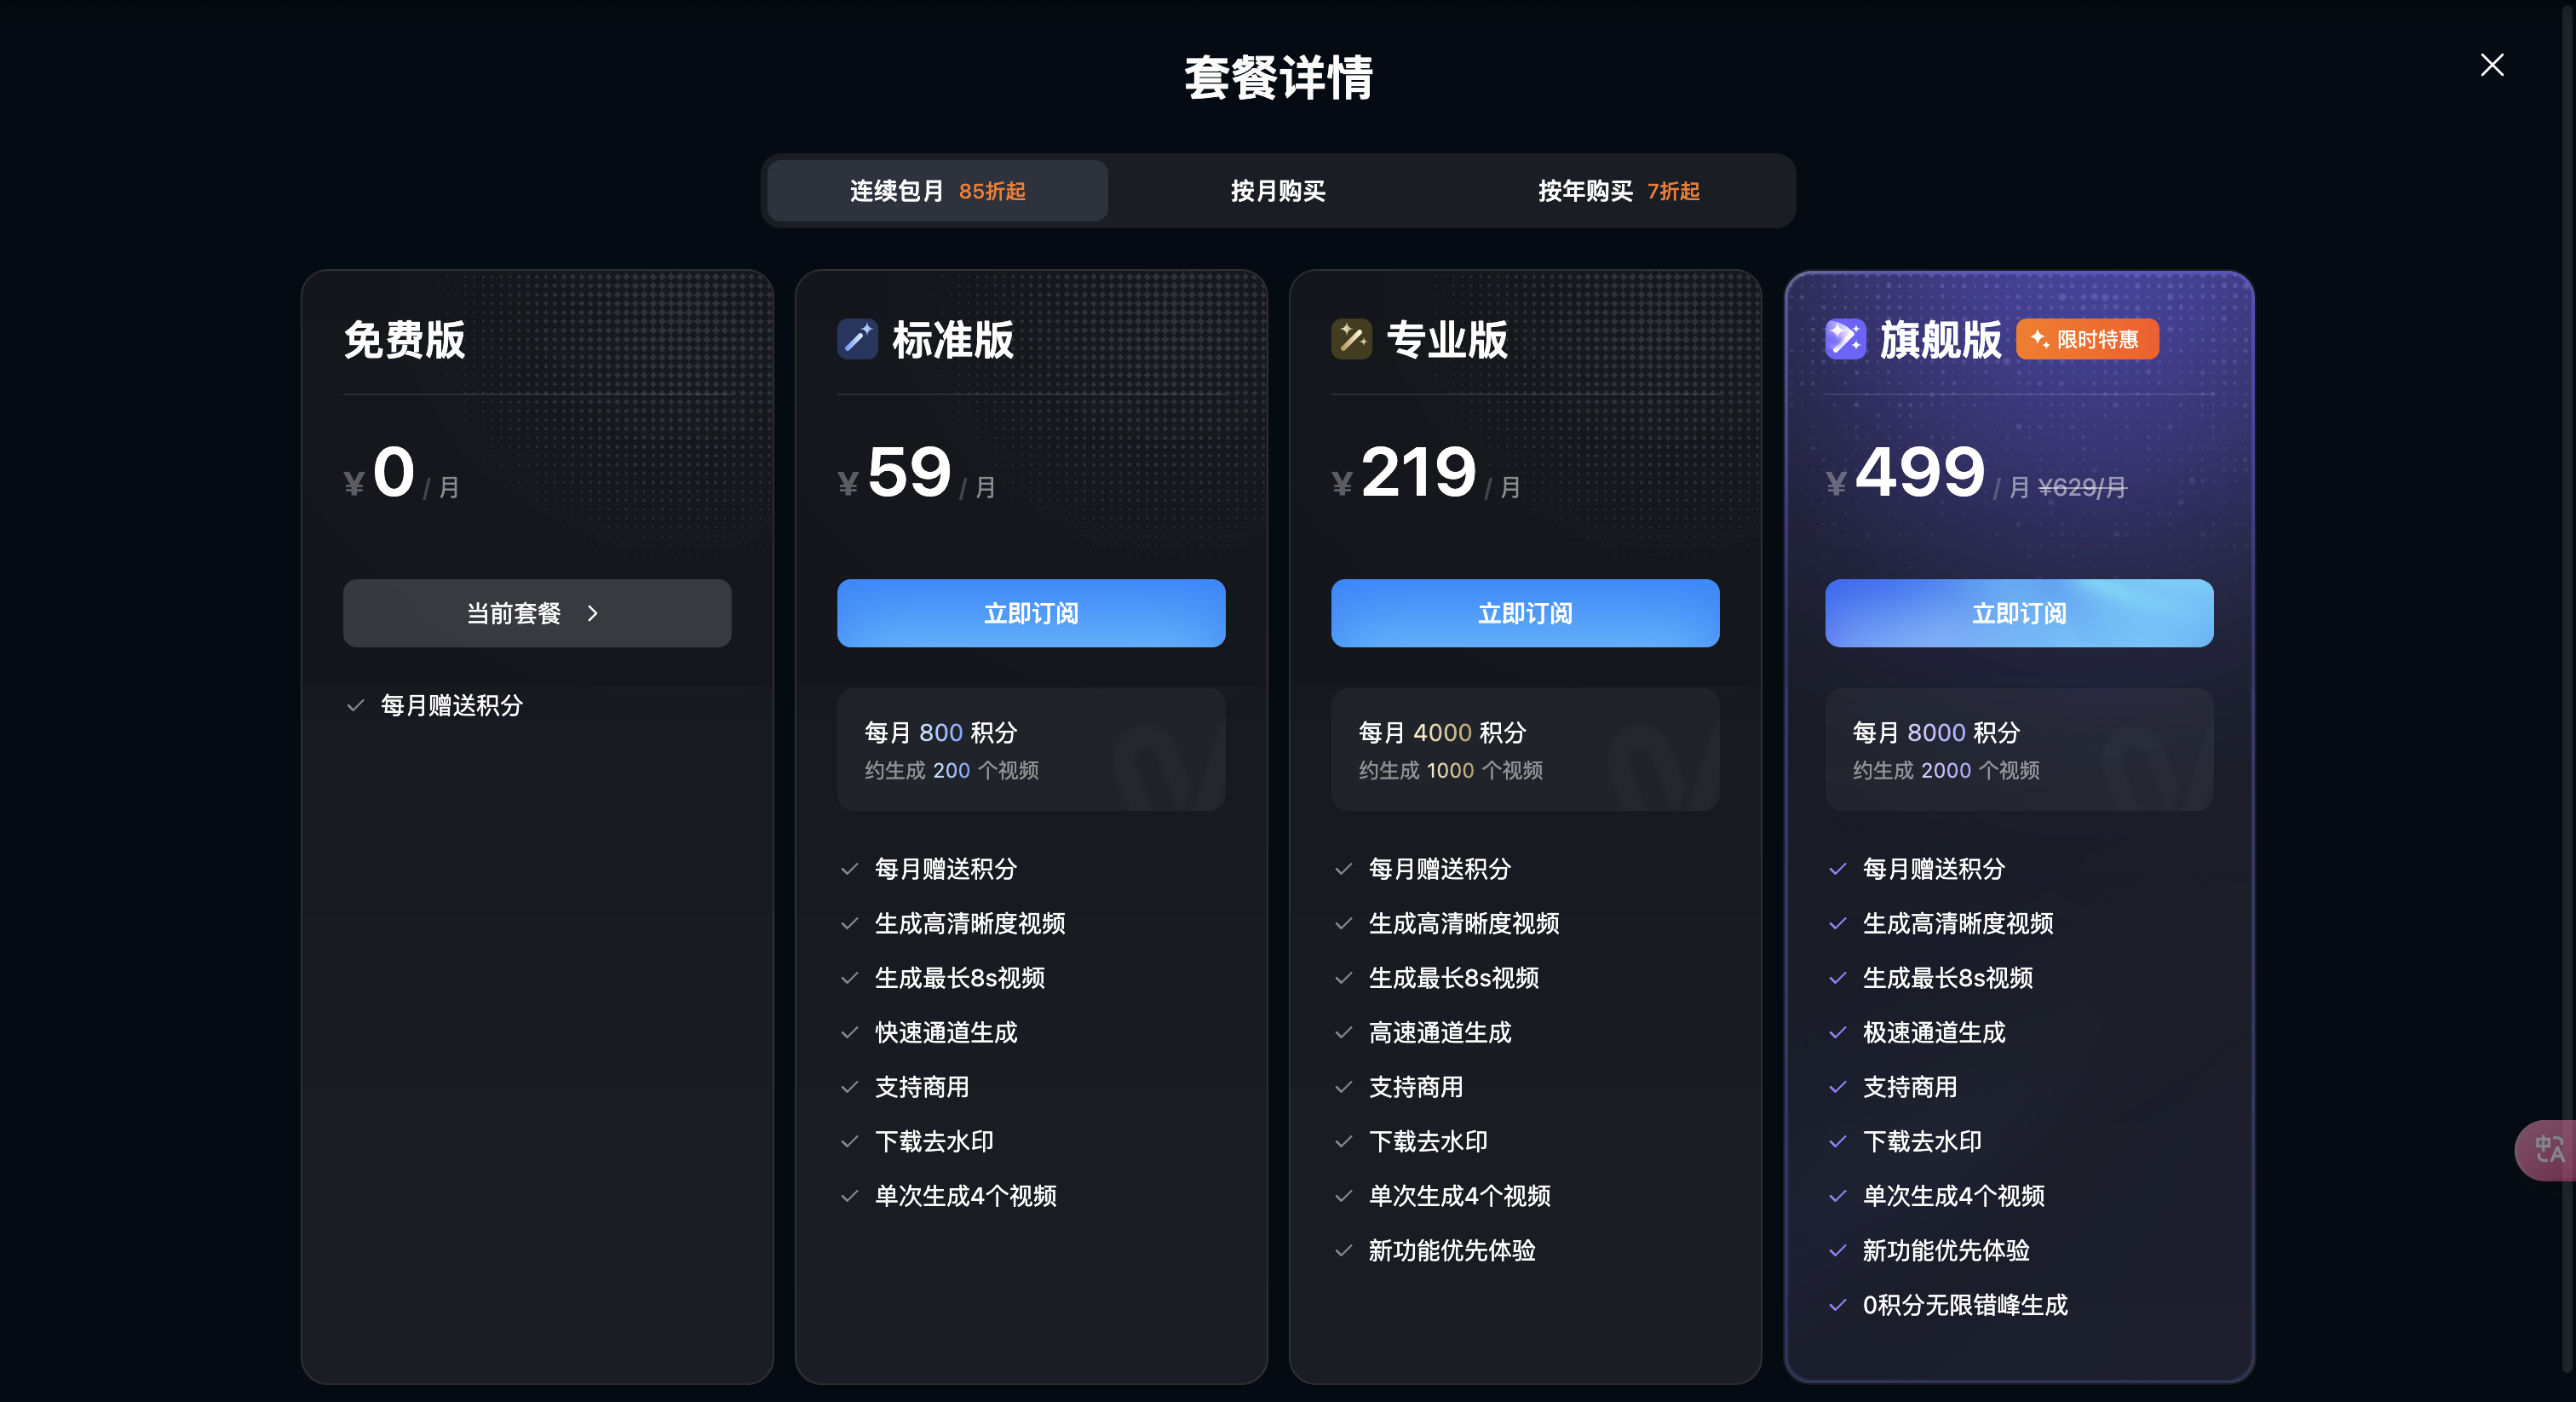 套餐详情
连续包月 85折起
按月购买
按年购买 7折起
免费版
¥0 / 月
当前套餐
每月赠送积分
标准版
¥59 / 月
立即订阅
每月 800 积分
约生成 200 个视频
每月赠送积分
生成高清晰度视频
生成最长8s视频
快速通道生成
支持商用
下载去水印
单次生成4个视频
专业版
¥219 / 月
立即订阅
每月 4000 积分
约生成 1000 个视频
每月赠送积分
生成高清晰度视频
生成最长8s视频
高速通道生成
支持商用
下载去水印
单次生成4个视频
新功能优先体验
旗舰版 限时特惠
¥499 / 月 ¥629/月
立即订阅
每月 8000 积分
约生成 2000 个视频
每月赠送积分
生成高清晰度视频
生成最长8s视频
极速通道生成
支持商用
下载去水印
单次生成4个视频
新功能优先体验
0积分无限错峰生成
中A